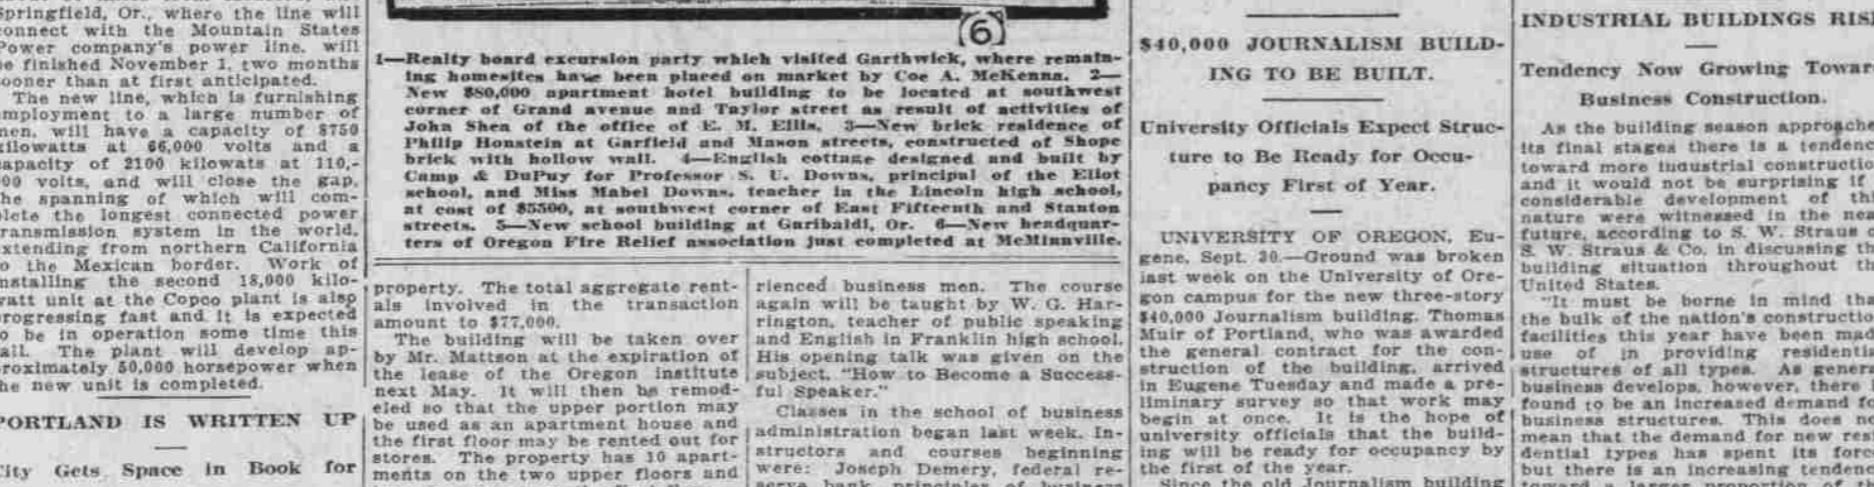 Springfield, Or., where the line will
connect with the Mountain States
Power company's power line, will
be finished November 1, two months
sooner than at first anticipated.
The new line, which is furnishing
employment to a large number of
men, will have a capacity of 8750
kilowatts at 66,000 volts and a
capacity of 2100 kilowats at 110,-
000 volts, and will close the gap,
the spanning of which will com-
plete the longest connected power
transmission system in the world,
extending from northern California
to the Mexican border. Work of
installing the second 18,000 kilo-
watt unit at the Copco plant is also
progressing fast and it is expected
to be in operation some time this
fall. The plant will develop ap-
proximately 50,000 horsepower when
the new unit is completed.
PORTLAND IS WRITTEN UP
City Gets Space in Book for
(6)
1—Realty board excursion party which visited Garthwick, where remain-
ing homesites have been placed on market by Coe A. McKenna. 2—
New $80,000 apartment hotel building to be located at southwest
corner of Grand avenue and Taylor street as result of activities of
John Shea of the office of E. M. Ellis. 3—New brick residence of
Philip Honstein at Garfield and Mason streets, constructed of Shope
brick with hollow wall. 4—English cottage designed and built by
Camp & DuPuy for Professor S. U. Downs, principal of the Eliot
school, and Miss Mabel Downs, teacher in the Lincoln high school,
at cost of $5500, at southwest corner of East Fifteenth and Stanton
streets. 5—New school building at Garibaldi, Or. 6—New headquar-
ters of Oregon Fire Relief association just completed at McMinnville.
property. The total aggregate rent-
als involved in the transaction
amount to $77,000.
The building will be taken over
by Mr. Mattson at the expiration of
the lease of the Oregon institute
next May. It will then be remod-
eled so that the upper portion may
be used as an apartment house and
the first floor may be rented out for
stores. The property has 10 apart-
ments on the two upper floors and
rienced business men. The course
again will be taught by W. G. Har-
rington, teacher of public speaking
and English in Franklin high school.
His opening talk was given on the
subject, "How to Become a Success-
ful Speaker."
Classes in the school of business
administration began last week. In-
structors and courses beginning
were: Joseph Demery, federal re-
serve bank, principles of business
$40,000 JOURNALISM BUILD-
ING TO BE BUILT.
University Officials Expect Struc-
ture to Be Ready for Occu-
pancy First of Year.
UNIVERSITY OF OREGON, Eu-
gene, Sept. 30.—Ground was broken
last week on the University of Ore-
gon campus for the new three-story
$40,000 Journalism building. Thomas
Muir of Portland, who was awarded
the general contract for the con-
struction of the building, arrived
in Eugene Tuesday and made a pre-
liminary survey so that work may
begin at once. It is the hope of
university officials that the build-
ing will be ready for occupancy by
the first of the year.
Since the old Journalism building
INDUSTRIAL BUILDINGS RISE
Tendency Now Growing Toward
Business Construction.
As the building season approaches
its final stages there is a tendency
toward more industrial construction
and it would not be surprising if a
considerable development of this
nature were witnessed in the near
future, according to S. W. Straus of
S. W. Straus & Co. in discussing the
building situation throughout the
United States.
"It must be borne in mind that
the bulk of the nation's construction
facilities this year have been made
use of in providing residential
structures of all types. As general
business develops, however, there is
found to be an increased demand for
business structures. This does not
mean that the demand for new resi-
dential types has spent its force
but there is an increasing tendency
toward a larger proportion of the